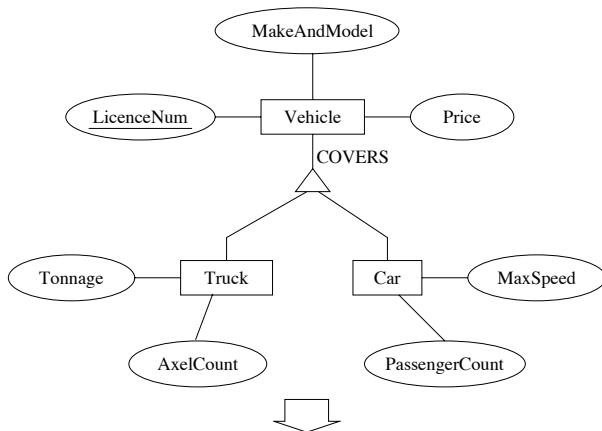 MakeAndModel
LicenceNum Vehicle Price
COVERS
Tonnage Truck Car MaxSpeed
AxelCount PassengerCount